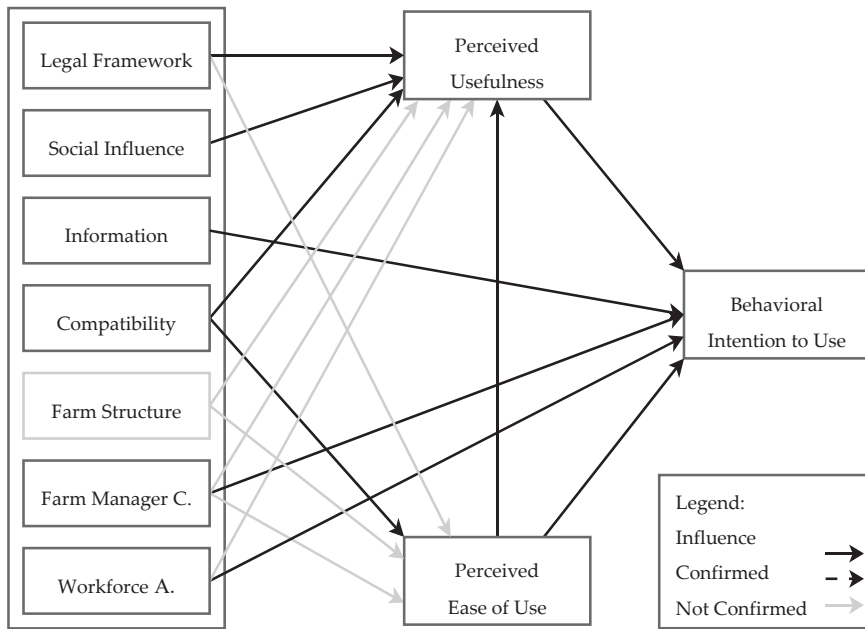 Legal Framework
Social Influence
Information
Compatibility
Farm Structure
Farm Manager C.
Workforce A.
Perceived
Usefulness
Perceived
Ease of Use
Behavioral
Intention to Use
Legend:
Influence
Confirmed
Not Confirmed